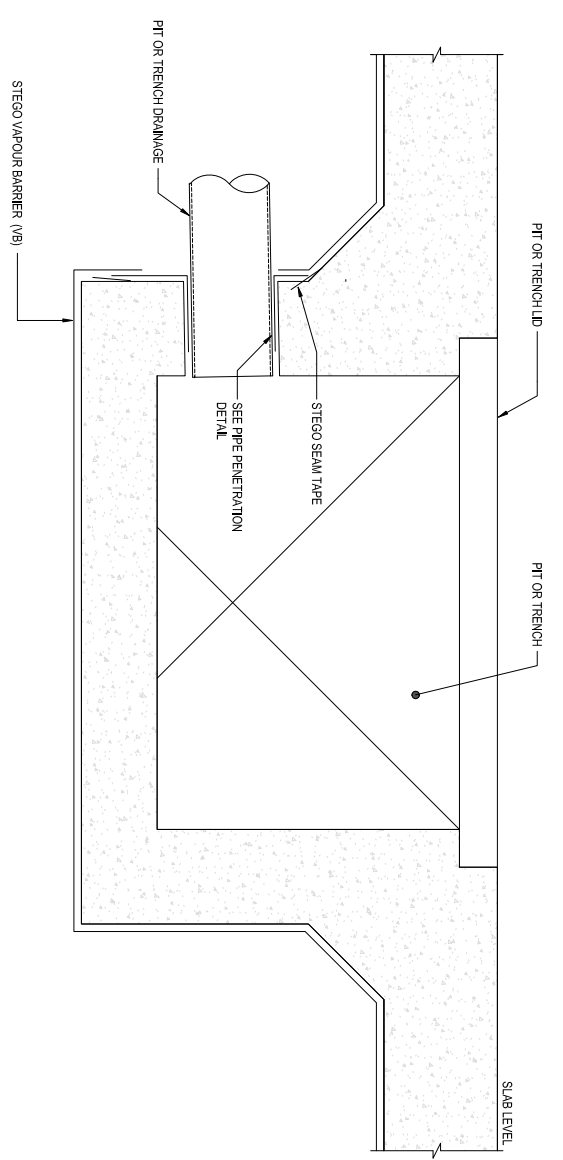 SLAB LEVEL
PIT OR TRENCH LID
PIT OR TRENCH
STEGO SEAM TAPE
SEE PIPE PENETRATION
DETAIL
PIT OR TRENCH DRAINAGE
STEGO VAPOUR BARRIER (VB)